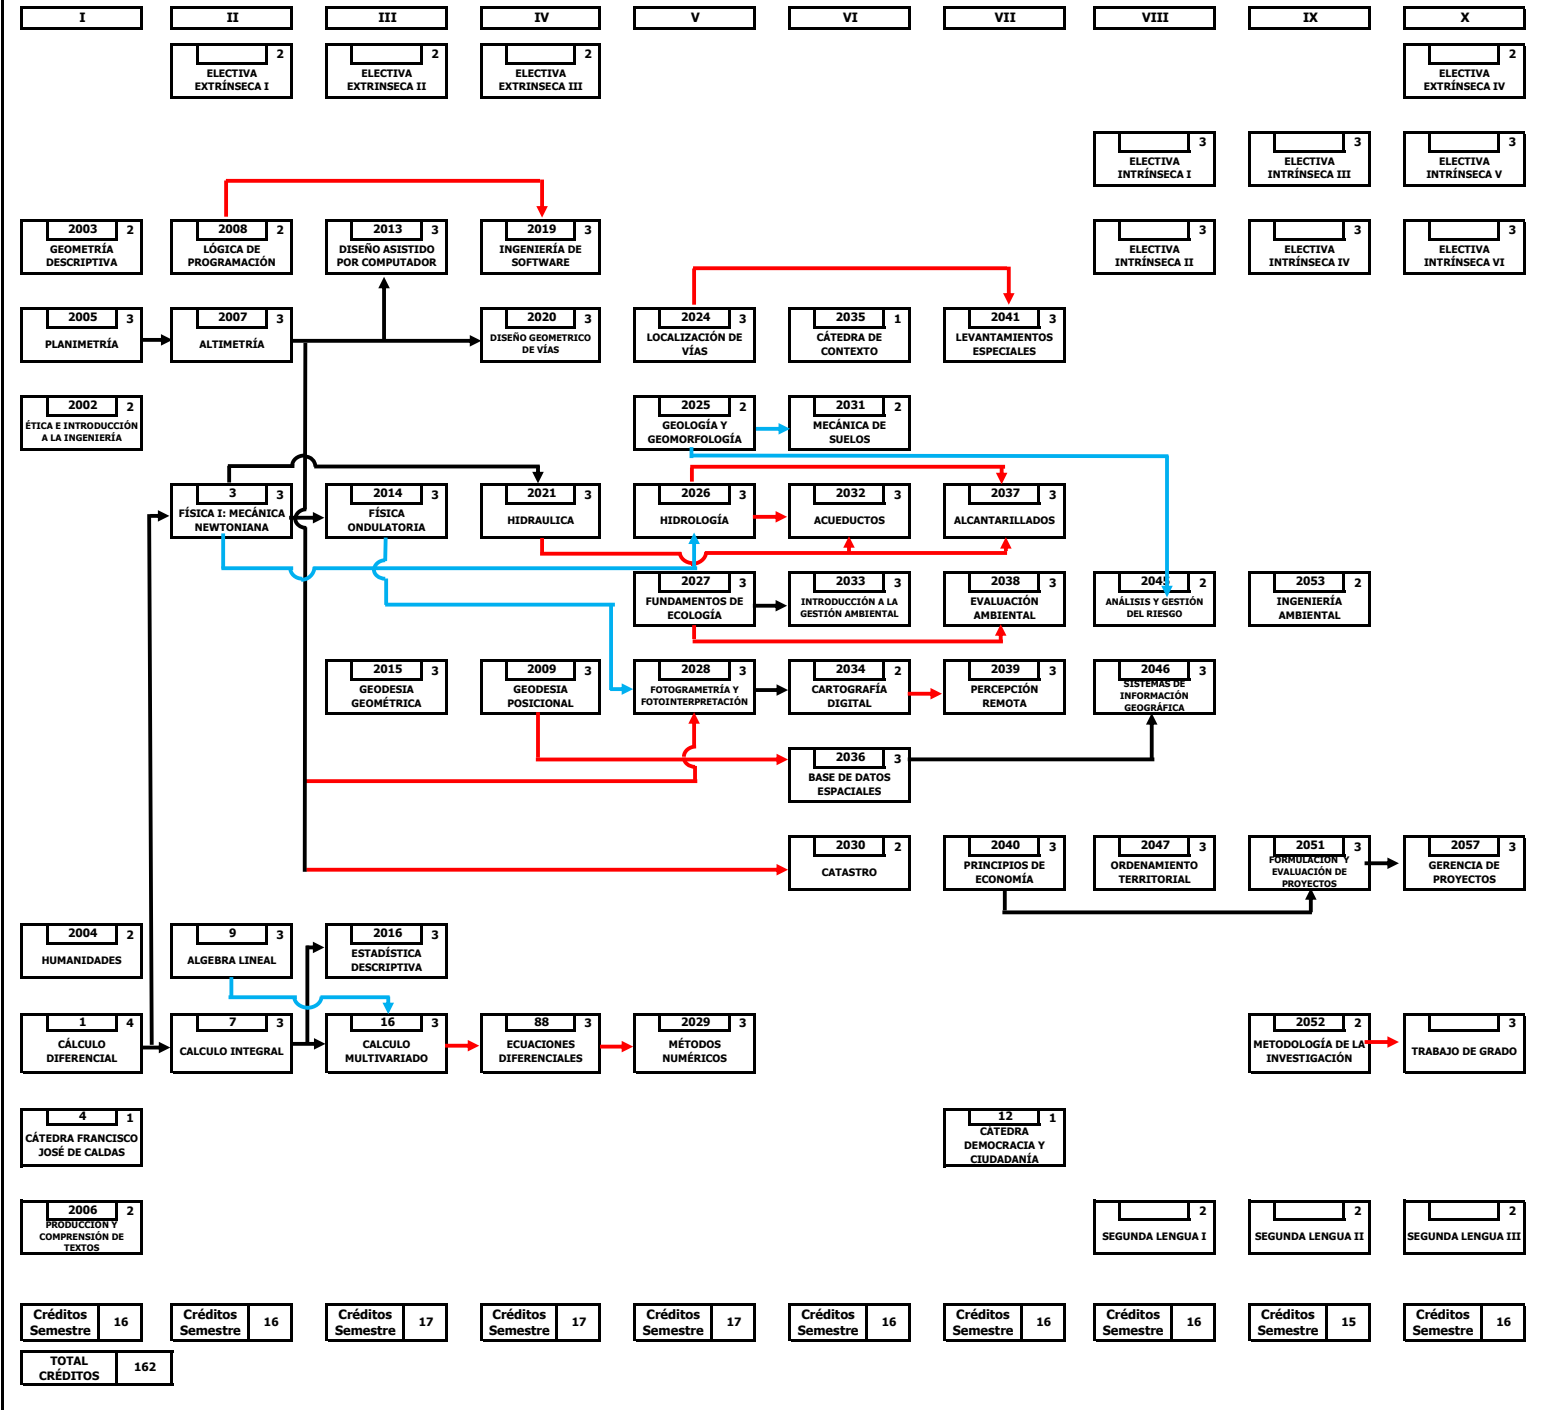 I II III IV V VI VII VIII IX X
2 2 2 2
ELECTIVA ELECTIVA ELECTIVA ELECTIVA
EXTRÍNSECA I EXTRINSECA II EXTRINSECA III EXTRÍNSECA IV
3 3 3
ELECTIVA ELECTIVA ELECTIVA
INTRÍNSECA I INTRÍNSECA III INTRÍNSECA V
2003 2 2008 2 2013 3 2019 3 3 3 3
GEOMETRÍA LÓGICA DE DISEÑO ASISTIDO INGENIERÍA DE ELECTIVA ELECTIVA ELECTIVA
DESCRIPTIVA PROGRAMACIÓN POR COMPUTADOR SOFTWARE INTRÍNSECA II INTRÍNSECA IV INTRÍNSECA VI
2005 3 2007 3 2020 3 2024 3 2035 1 2041 3
PLANIMETRÍA ALTIMETRÍA DISEÑO GEOMETRICO LOCALIZACIÓN DE CÁTEDRA DE LEVANTAMIENTOS
DE VÍAS VÍAS CONTEXTO ESPECIALES
2002 2 2025 2 2031 2
ÉTICA E INTRODUCCIÓN GEOLOGÍA Y MECÁNICA DE
A LA INGENIERÍA GEOMORFOLOGÍA SUELOS
3 3 2014 3 2021 3 2026 3 2032 3 2037 3
FÍSICA I: MECÁNICA FÍSICA HIDRAULICA HIDROLOGÍA ACUEDUCTOS ALCANTARILLADOS
NEWTONIANA ONDULATORIA
2027 3 2033 3 2038 3 2045 2 2053 2
FUNDAMENTOS DE INTRODUCCIÓN A LA EVALUACIÓN ANÁLISIS Y GESTIÓN INGENIERÍA
ECOLOGÍA GESTIÓN AMBIENTAL AMBIENTAL DEL RIESGO AMBIENTAL
2015 3 2009 3 2028 3 2034 2 2039 3 2046 3
GEODESIA GEODESIA FOTOGRAMETRÍA Y CARTOGRAFÍA PERCEPCIÓN SISTEMAS DE
GEOMÉTRICA POSICIONAL FOTOINTERPRETACIÓN DIGITAL REMOTA INFORMACIÓN
GEOGRÁFICA
2036 3
BASE DE DATOS
ESPACIALES
2030 2 2040 3 2047 3 2051 3 2057 3
CATASTRO PRINCIPIOS DE ORDENAMIENTO FORMULACIÓN Y GERENCIA DE
ECONOMÍA TERRITORIAL EVALUACIÓN DE PROYECTOS
PROYECTOS
2004 2 9 3 2016 3
HUMANIDADES ALGEBRA LINEAL ESTADÍSTICA
DESCRIPTIVA
1 4 7 3 16 3 88 3 2029 3 2052 2 3
CÁLCULO CALCULO INTEGRAL CALCULO ECUACIONES MÉTODOS METODOLOGÍA DE LA TRABAJO DE GRADO
DIFERENCIAL MULTIVARIADO DIFERENCIALES NUMÉRICOS INVESTIGACIÓN
4 1 12 1
CÁTEDRA FRANCISCO CÁTEDRA
JOSÉ DE CALDAS DEMOCRACIA Y
CIUDADANÍA
2006 2 2 2 2
PRODUCCIÓN Y
COMPRENSIÓN DE SEGUNDA LENGUA I SEGUNDA LENGUA II SEGUNDA LENGUA III
TEXTOS
Créditos Semestre 16 Créditos Semestre 16 Créditos Semestre 17 Créditos Semestre 17 Créditos Semestre 17 Créditos Semestre 16 Créditos Semestre 16 Créditos Semestre 16 Créditos Semestre 15 Créditos Semestre 16
TOTAL CRÉDITOS 162